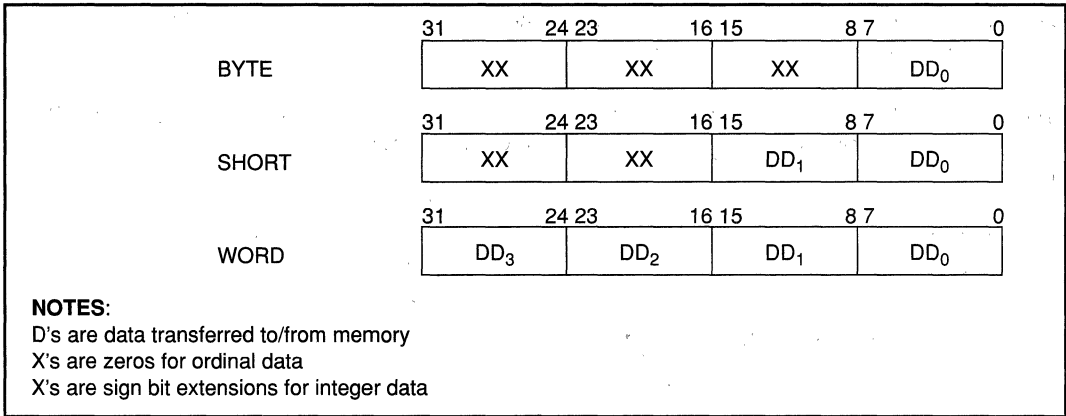 31 24 23 16 15 8 7 0
BYTE XX XX XX DD₀
31 24 23 16 15 8 7 0
SHORT XX XX DD₁ DD₀
31 24 23 16 15 8 7 0
WORD DD₃ DD₂ DD₁ DD₀
NOTES:
D's are data transferred to/from memory
X's are zeros for ordinal data
X's are sign bit extensions for integer data